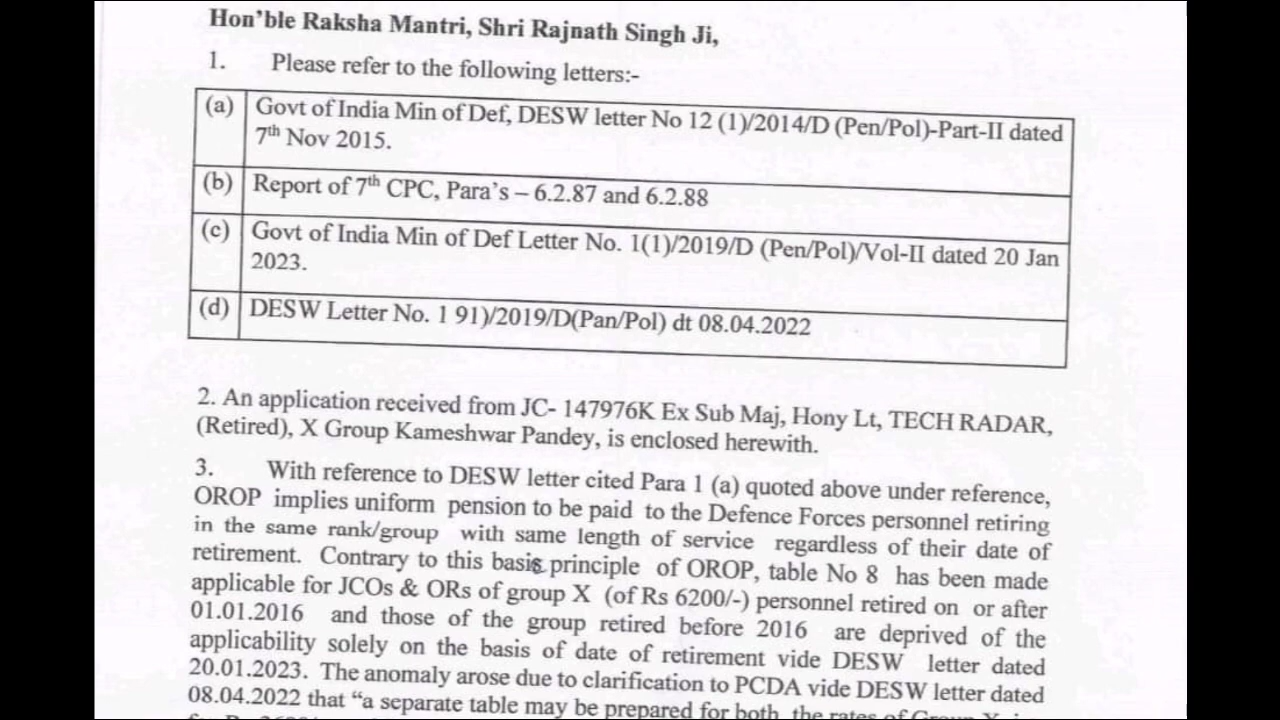 Hon'ble Raksha Mantri, Shri Rajnath Singh Ji,
1. Please refer to the following letters:-
(a) Govt of India Min of Def, DESW letter No 12 (1)/2014/D (Pen/Pol)-Part-II dated
7th Nov 2015.
(b) Report of 7th CPC, Para's – 6.2.87 and 6.2.88
(c) Govt of India Min of Def Letter No. 1(1)/2019/D (Pen/Pol)/Vol-II dated 20 Jan
2023.
(d) DESW Letter No. 1 91)/2019/D(Pan/Pol) dt 08.04.2022
2. An application received from JC- 147976K Ex Sub Maj, Hony Lt, TECH RADAR,
(Retired), X Group Kameshwar Pandey, is enclosed herewith.
3. With reference to DESW letter cited Para 1 (a) quoted above under reference,
OROP implies uniform pension to be paid to the Defence Forces personnel retiring
in the same rank/group with same length of service regardless of their date of
retirement. Contrary to this basis principle of OROP, table No 8 has been made
applicable for JCOs & ORs of group X (of Rs 6200/-) personnel retired on or after
01.01.2016 and those of the group retired before 2016 are deprived of the
applicability solely on the basis of date of retirement vide DESW letter dated
20.01.2023. The anomaly arose due to clarification to PCDA vide DESW letter dated
08.04.2022 that "a separate table may be prepared for both the rates of Group X